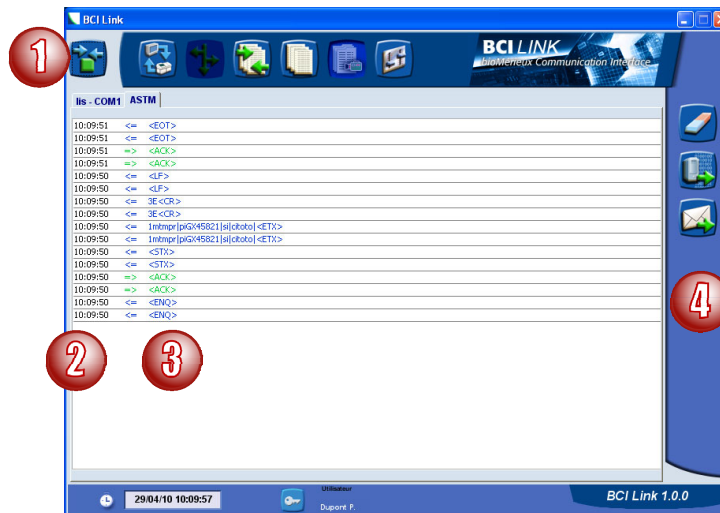 BCI Link
1
BCI LINK
bioMérieux Communication Interface
lis - COM1 ASTM
10:09:51 <= <EOT>
10:09:51 <= <EOT>
10:09:51 => <ACK>
10:09:51 => <ACK>
10:09:50 <= <LF>
10:09:50 <= <LF>
10:09:50 <= 3E<CR>
10:09:50 <= 3E<CR>
10:09:50 <= 1mtmpr|piGX45821|si|citoto|<ETX>
10:09:50 <= 1mtmpr|piGX45821|si|citoto|<ETX>
10:09:50 <= <STX>
10:09:50 <= <STX>
10:09:50 => <ACK>
10:09:50 => <ACK>
10:09:50 <= <ENQ>
10:09:50 <= <ENQ>
4
2 3
29/04/10 10:09:57
Utilisateur
Dupont P.
BCI Link 1.0.0